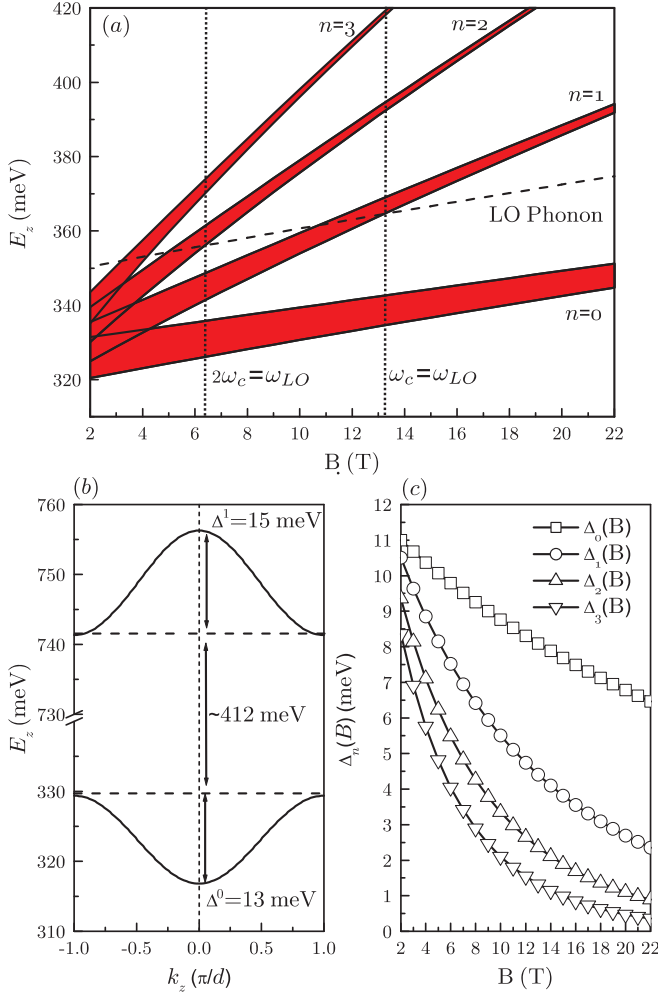 (a)
n=3
n=2
n=1
n=0
LO Phonon
2ω_c=ω_LO
ω_c=ω_LO
E_z (meV)
420
400
380
360
340
320
2 4 6 8 10 12 14 16 18 20 22
B (T)
(b)
760
750
740
730
330
320
310
E_z (meV)
Δ¹=15 meV
~412 meV
Δ⁰=13 meV
-1.0 -0.5 0.0 0.5 1.0
k_z (π/d)
(c)
12
11
10
9
8
7
6
5
4
3
2
1
0
Δ_n(B) (meV)
Δ_0(B)
Δ_1(B)
Δ_2(B)
Δ_3(B)
2 4 6 8 10 12 14 16 18 20 22
B (T)